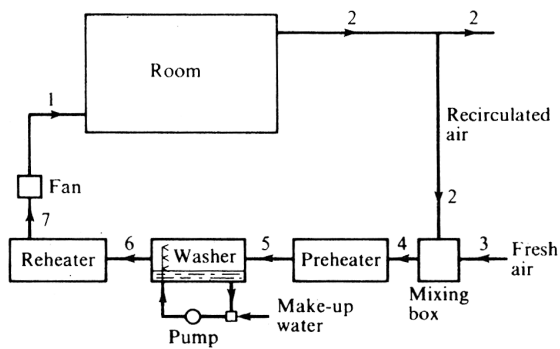 2
2
Room
1
Recirculated
air
Fan
7
2
Reheater
6
Washer
5
Preheater
4
3
Fresh
air
Mixing
box
Make-up
water
Pump